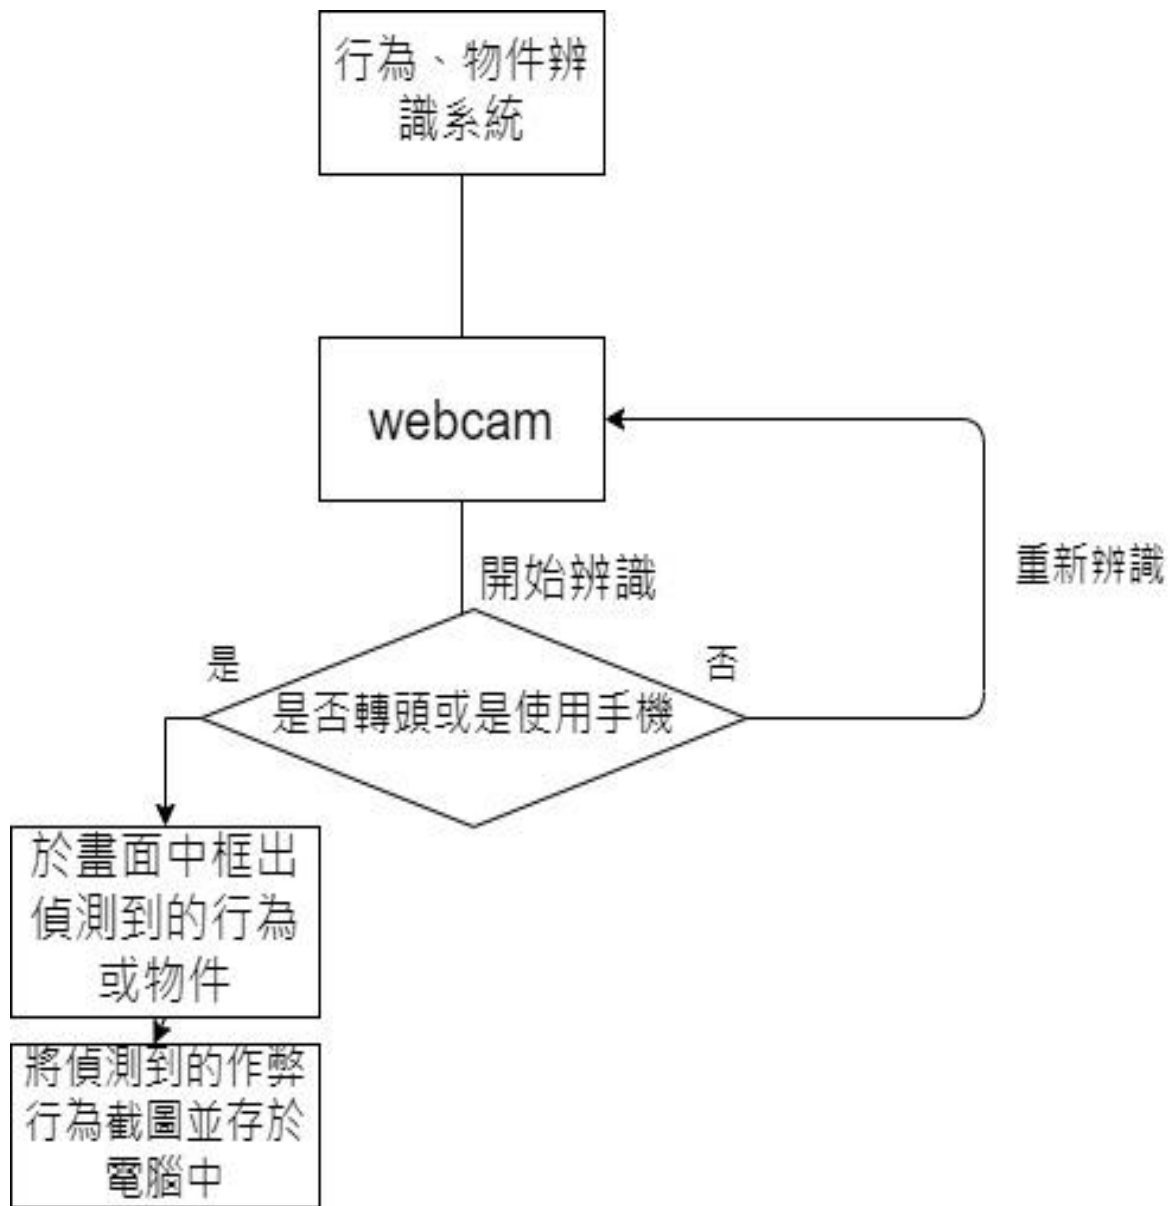 行為、物件辨
識系統
webcam
開始辨識
重新辨識
是
否
是否轉頭或是使用手機
於畫面中框出
偵測到的行為
或物件
將偵測到的作弊
行為截圖並存於
電腦中